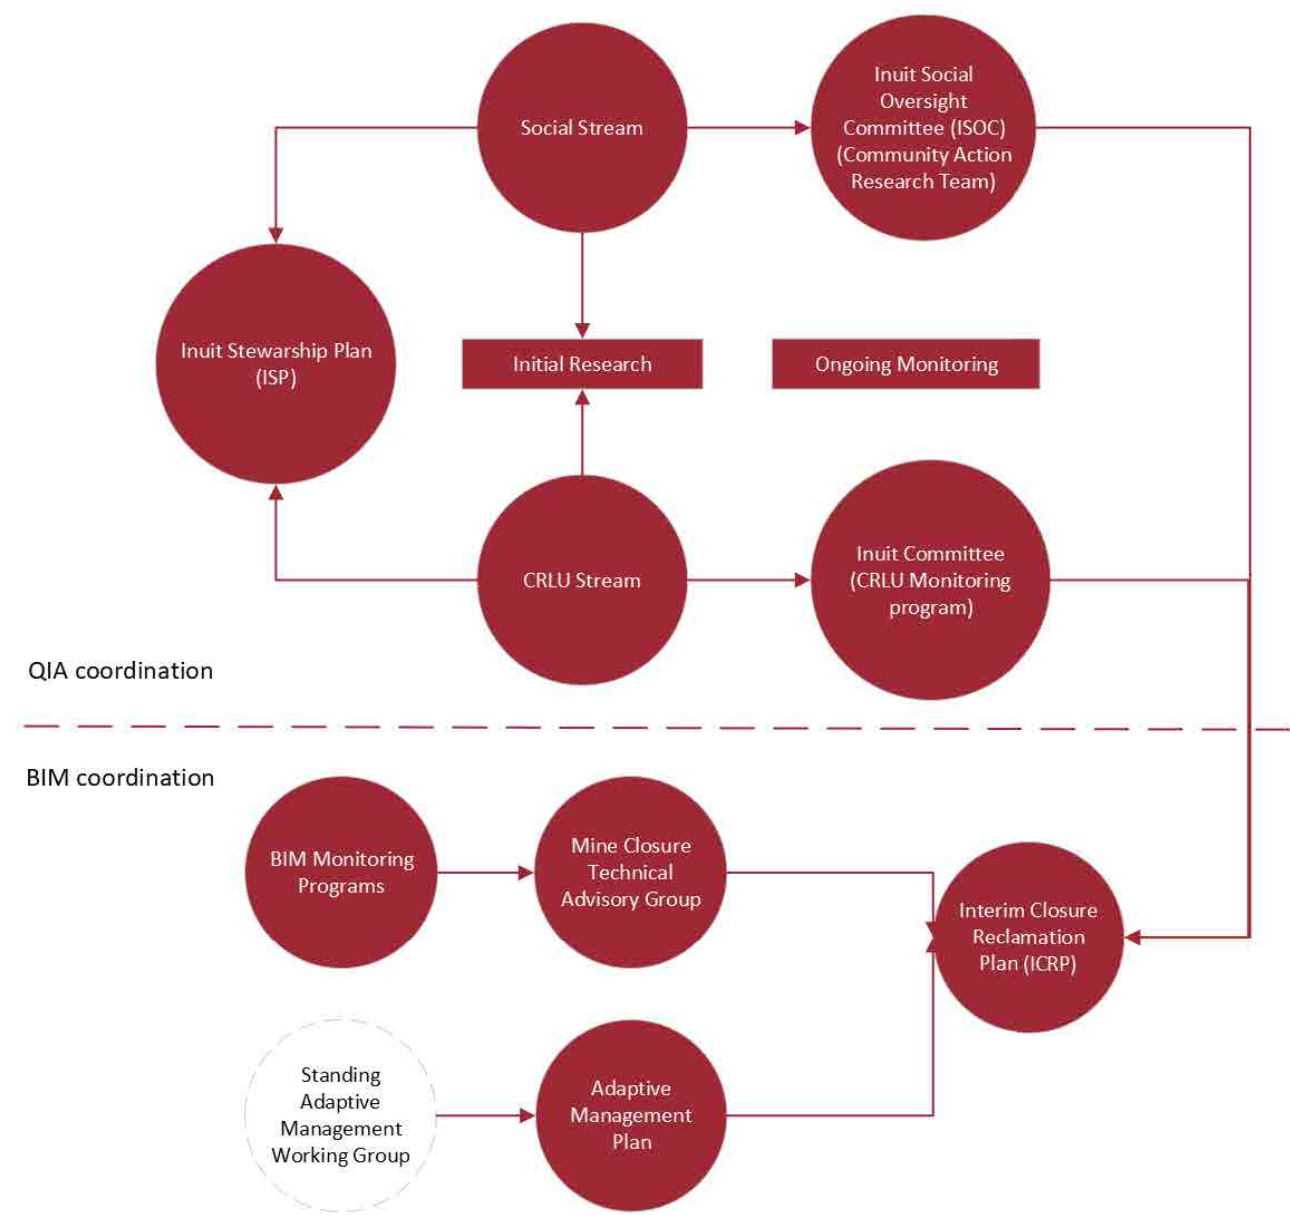 Social Stream
Inuit Social
Oversight
Committee (ISOC)
(Community Action
Research Team)
Inuit Stewarship Plan
(ISP)
Initial Research
Ongoing Monitoring
CRLU Stream
Inuit Committee
(CRLU Monitoring
program)
QIA coordination
BIM coordination
BIM Monitoring
Programs
Mine Closure
Technical
Advisory Group
Interim Closure
Reclamation
Plan (ICRP)
Standing
Adaptive
Management
Working Group
Adaptive
Management
Plan